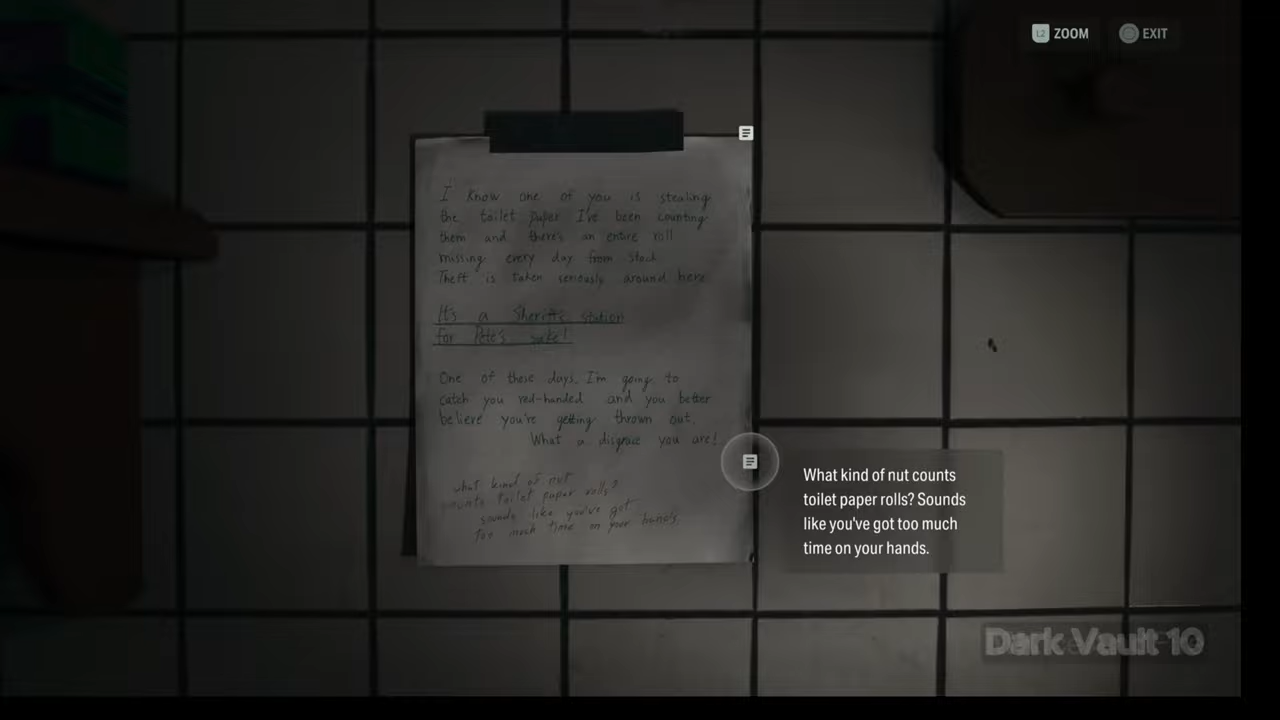 L2 ZOOM EXIT
I know one of you is stealing
the toilet paper I've been counting
them and there's an entire roll
missing every day from stock
Theft is taken seriously around here
It's a Sheriff's station
for Pete's sake!
One of these days, I'm going to
catch you red-handed and you better
believe you're getting thrown out.
What a disgrace you are!
what kind of nut
counts toilet paper rolls?
sounds like you've got
too much time on your hands.
What kind of nut counts
toilet paper rolls? Sounds
like you've got too much
time on your hands.
Dark Vault 10